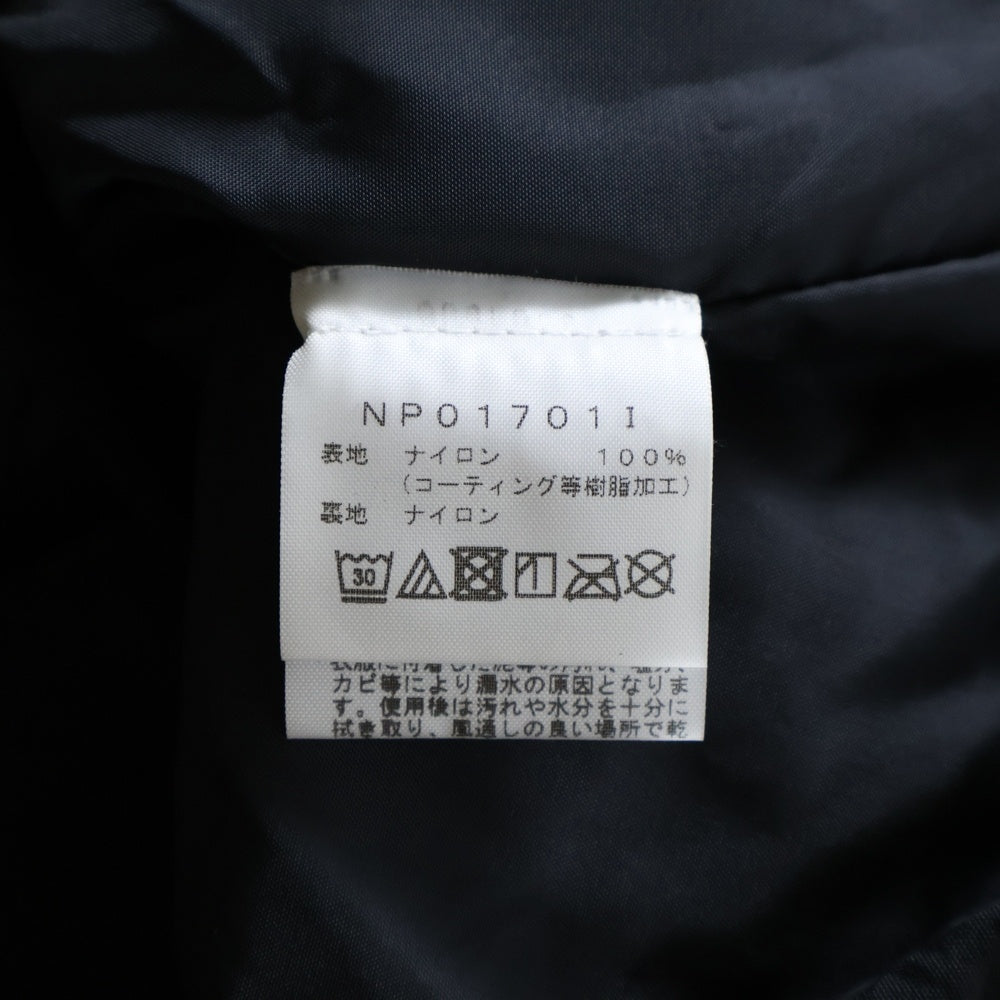 NP01701I
表地 ナイロン 100%
(コーティング等樹脂加工)
裏地 ナイロン
30
カビ等により漏水の原因となりま
す。使用後は汚れや水分を十分に
拭き取り、風通しの良い場所で乾